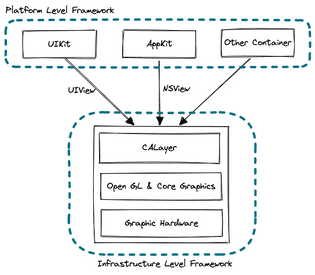 Platform Level Framework
UIKit
AppKit
Other Container
UIView
NSView
CALayer
Open GL & Core Graphics
Graphic Hardware
Infrastructure Level Framework